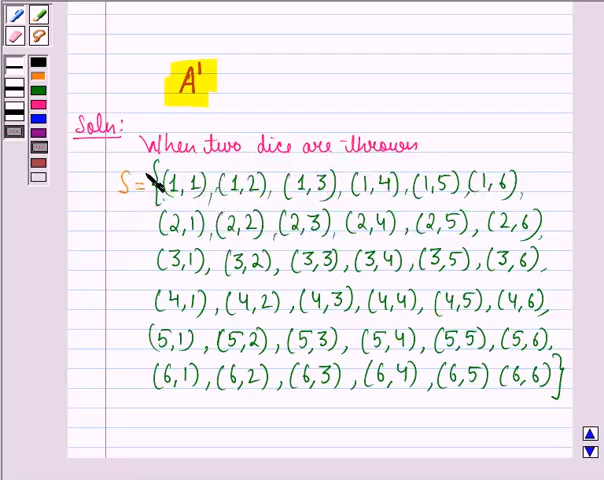 A'
Soln:
When two dice are thrown
S = {(1,1), (1,2), (1,3), (1,4), (1,5) (1,6),
(2,1), (2,2), (2,3), (2,4), (2,5), (2,6),
(3,1), (3,2), (3,3), (3,4), (3,5), (3,6),
(4,1), (4,2), (4,3), (4,4), (4,5), (4,6),
(5,1), (5,2), (5,3), (5,4), (5,5), (5,6),
(6,1), (6,2), (6,3), (6,4), (6,5) (6,6)}